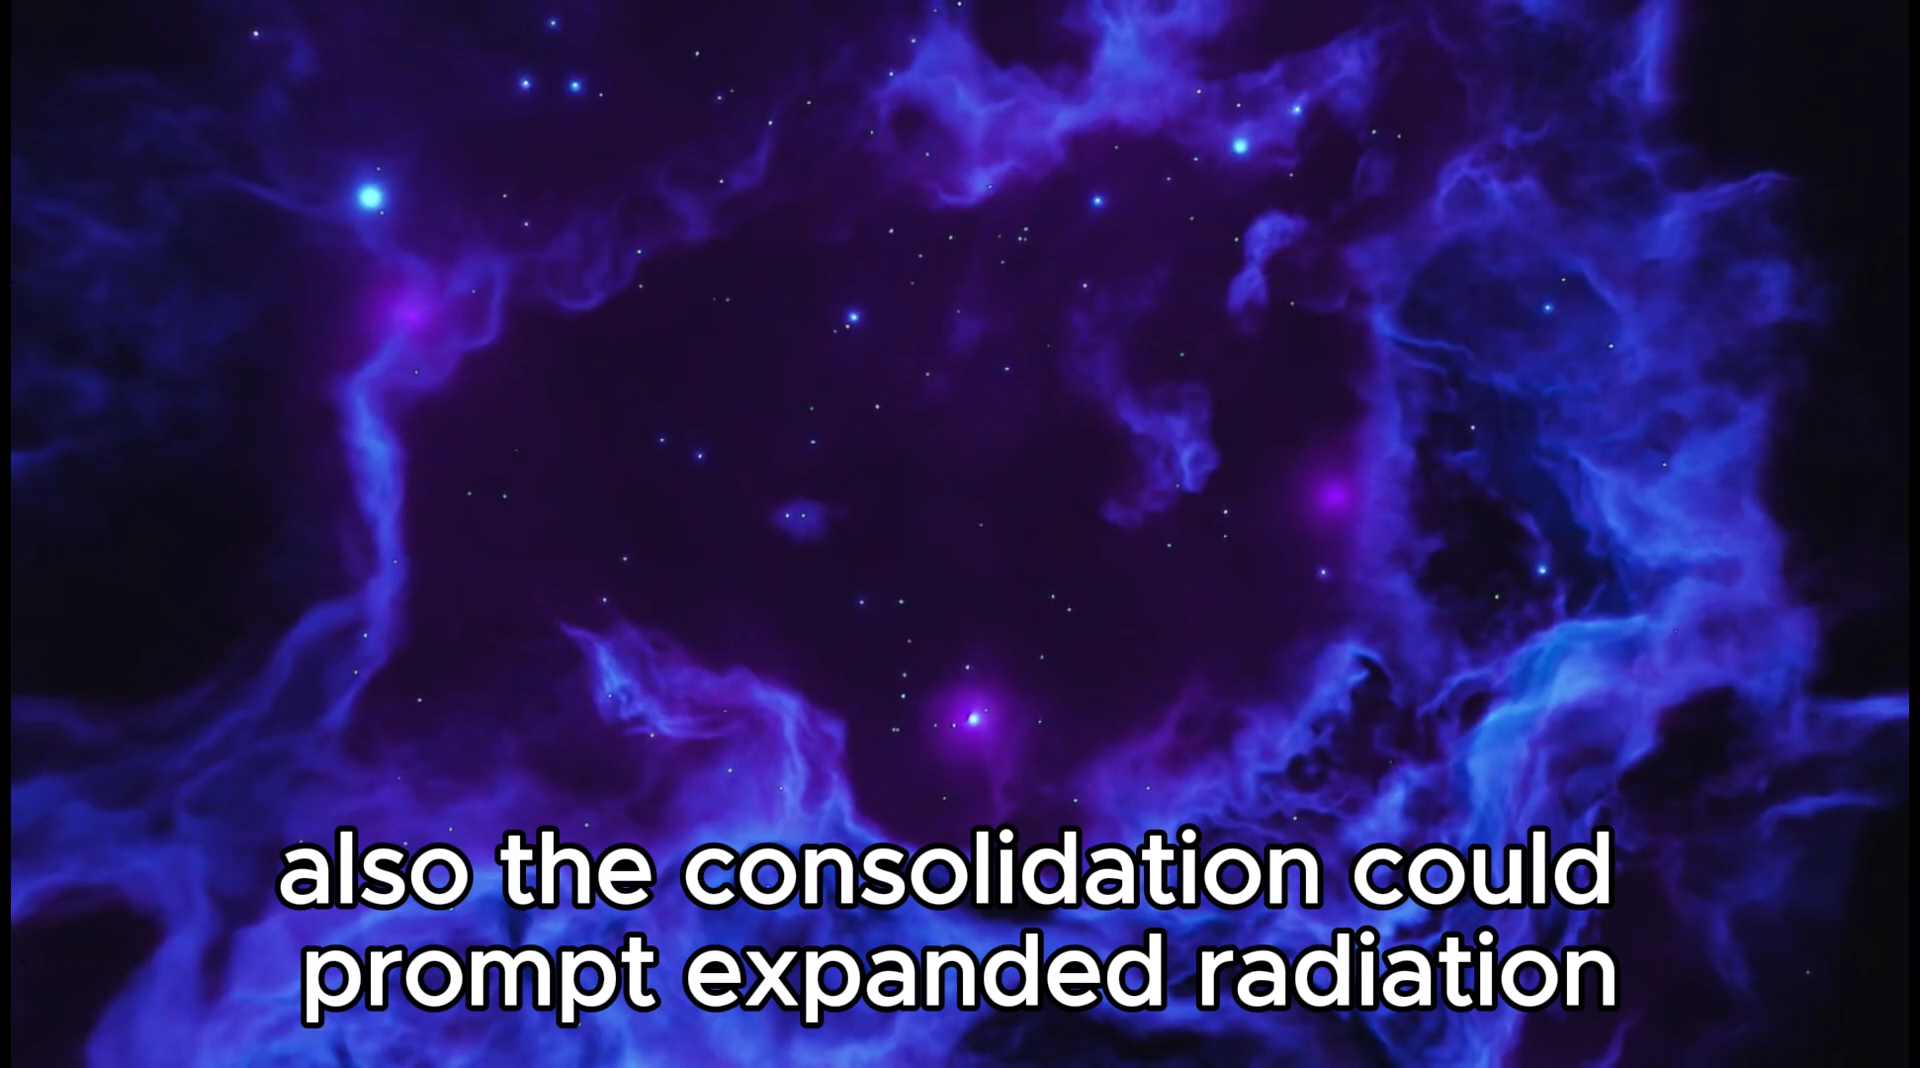 also the consolidation could
prompt expanded radiation